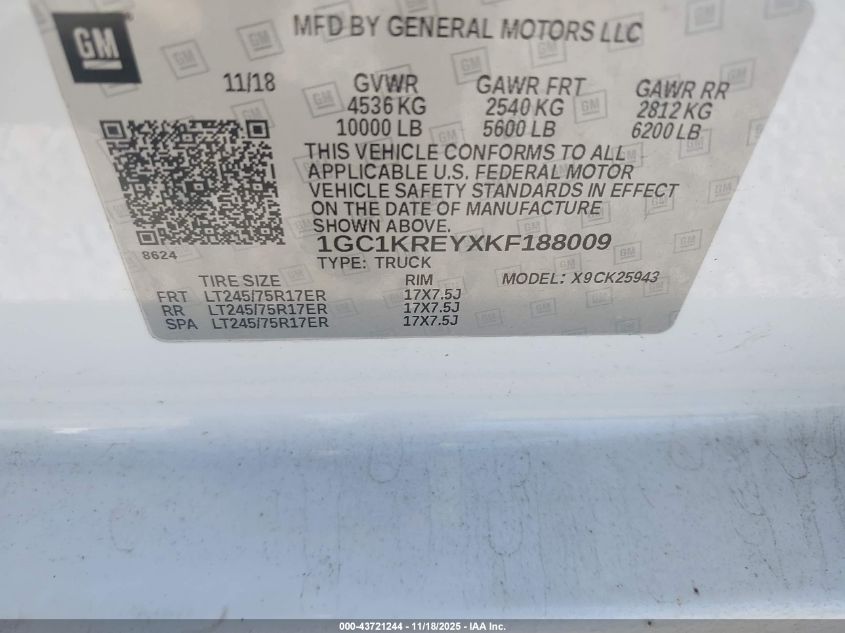 GM
MFD BY GENERAL MOTORS LLC
11/18 GVWR GAWR FRT GAWR RR
4536 KG 2540 KG 2812 KG
10000 LB 5600 LB 6200 LB
THIS VEHICLE CONFORMS TO ALL
APPLICABLE U.S. FEDERAL MOTOR
VEHICLE SAFETY STANDARDS IN EFFECT
ON THE DATE OF MANUFACTURE
SHOWN ABOVE.
8624 1GC1KREYXKF188009
TYPE: TRUCK MODEL: X9CK25943
TIRE SIZE RIM
FRT LT245/75R17ER 17X7.5J
RR LT245/75R17ER 17X7.5J
SPA LT245/75R17ER 17X7.5J
000-43721244 - 11/18/2025 - IAA Inc.